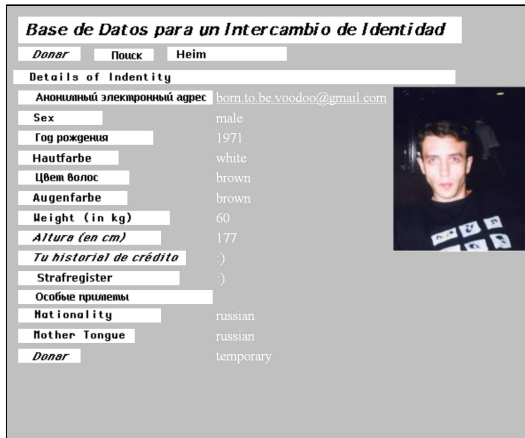 Base de Datos para un Intercambio de Identidad
Donar Поиск Heim
Details of Indentity
Анонилиый электронный адрес born.to.be.voodoo@gmail.com
Sex male
Год рождения 1971
Hautfarbe white
Цвет волос brown
Augenfarbe brown
Weight (in kg) 60
Altura (en cm) 177
Tu historial de crédito :)
Strafregister :)
Особые прилеты
Nationality russian
Mother Tongue russian
Donar temporary